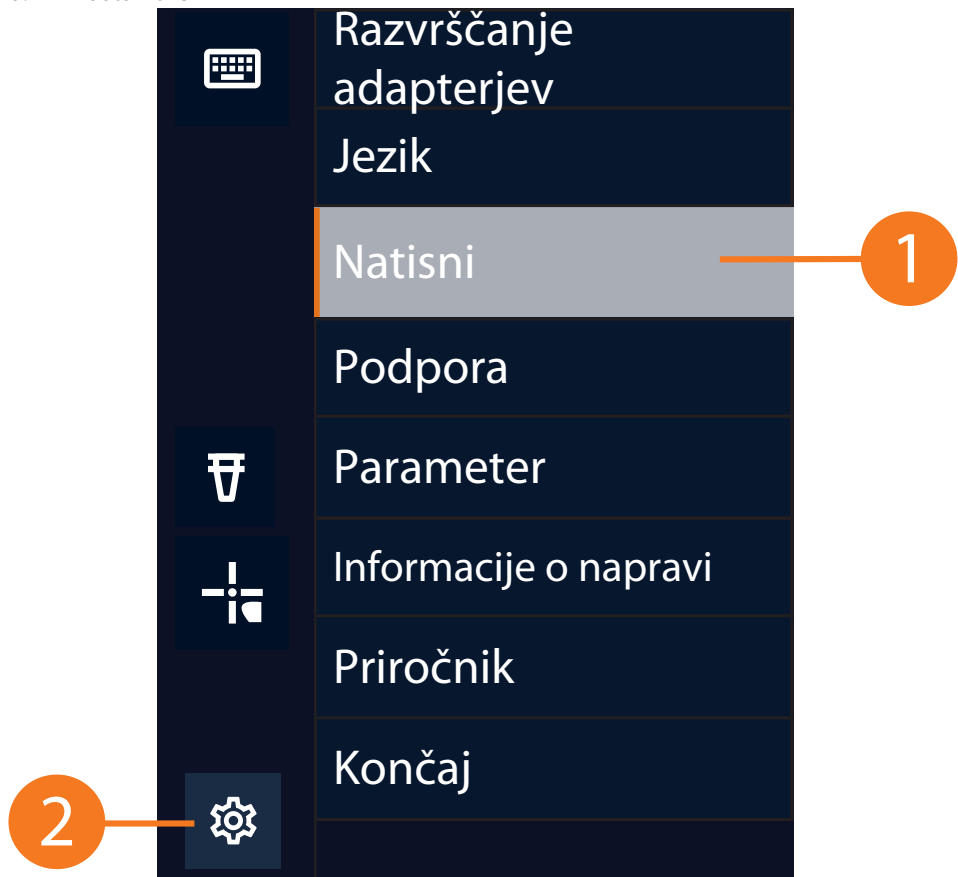 Razvrščanje
adapterjev
Jezik
Natisni
1
Podpora
Parameter
Informacije o napravi
Priročnik
Končaj
2